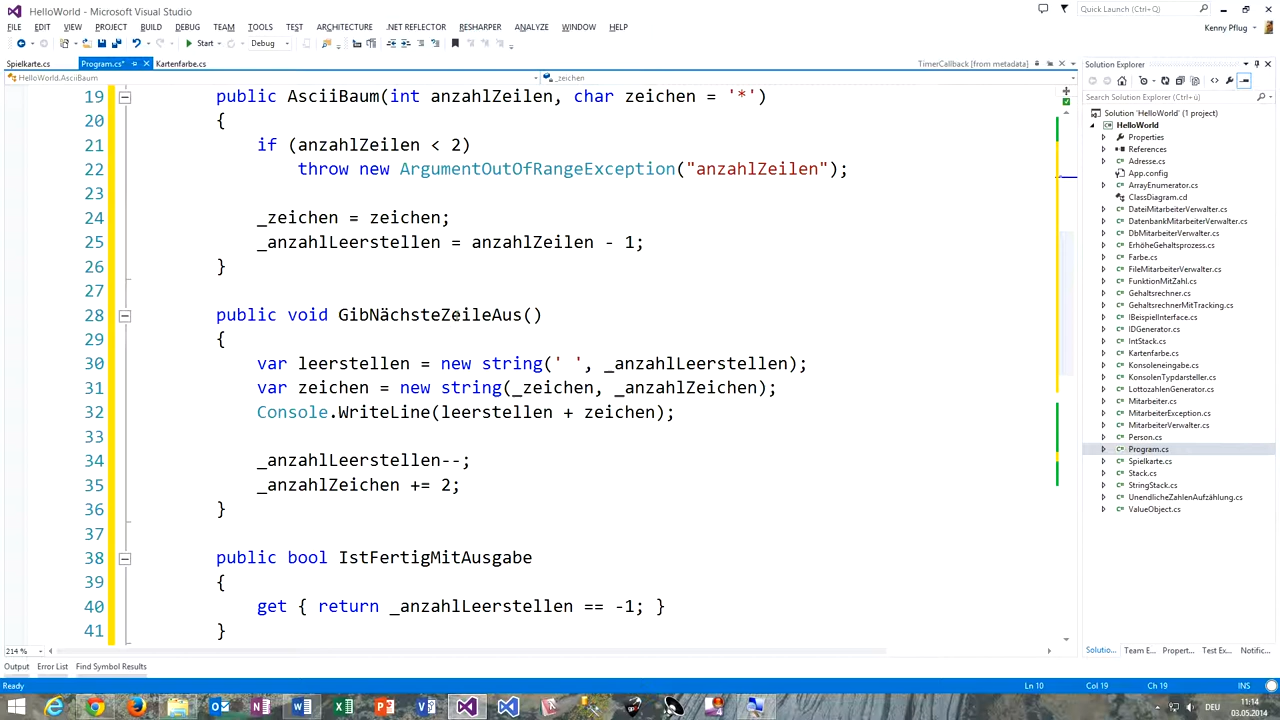 HelloWorld - Microsoft Visual Studio
Quick Launch (Ctrl+Q)
FILE EDIT VIEW PROJECT BUILD DEBUG TEAM TOOLS TEST ARCHITECTURE .NET REFLECTOR RESHARPER ANALYZE WINDOW HELP
Kenny Pflug
Start Debug
Spielkarte.cs Program.cs* Kartenfarbe.cs TimerCallback [from metadata]
HelloWorld.AsciiBaum _zeichen
19 public AsciiBaum(int anzahlZeilen, char zeichen = '*')
20 {
21 if (anzahlZeilen < 2)
22 throw new ArgumentOutOfRangeException("anzahlZeilen");
23
24 _zeichen = zeichen;
25 _anzahlLeerstellen = anzahlZeilen - 1;
26 }
27
28 public void GibNächsteZeileAus()
29 {
30 var leerstellen = new string(' ', _anzahlLeerstellen);
31 var zeichen = new string(_zeichen, _anzahlZeichen);
32 Console.WriteLine(leerstellen + zeichen);
33
34 _anzahlLeerstellen--;
35 _anzahlZeichen += 2;
36 }
37
38 public bool IstFertigMitAusgabe
39 {
40 get { return _anzahlLeerstellen == -1; }
41 }
214 %
Solution Explorer
Search Solution Explorer (Ctrl+ü)
Solution 'HelloWorld' (1 project)
HelloWorld
Properties
References
Adresse.cs
App.config
ArrayEnumerator.cs
ClassDiagram.cd
DateiMitarbeiterVerwalter.cs
DatenbankMitarbeiterVerwalter.cs
DbMitarbeiterVerwalter.cs
ErhöheGehaltsprozess.cs
Farbe.cs
FileMitarbeiterVerwalter.cs
FunktionMitZahl.cs
Gehaltsrechner.cs
GehaltsrechnerMitTracking.cs
IBeispielInterface.cs
IDGenerator.cs
IntStack.cs
Kartenfarbe.cs
Konsoleneingabe.cs
KonsolenTypdarsteller.cs
LottozahlenGenerator.cs
Mitarbeiter.cs
MitarbeiterException.cs
MitarbeiterVerwalter.cs
Person.cs
Program.cs
Spielkarte.cs
Stack.cs
StringStack.cs
UnendlicheZahlenAufzählung.cs
ValueObject.cs
Solutio... Team E... Propert... Test Ex... Notific...
Output Error List Find Symbol Results
Ready Ln 10 Col 19 Ch 19 INS
DEU 11:14
03.05.2014